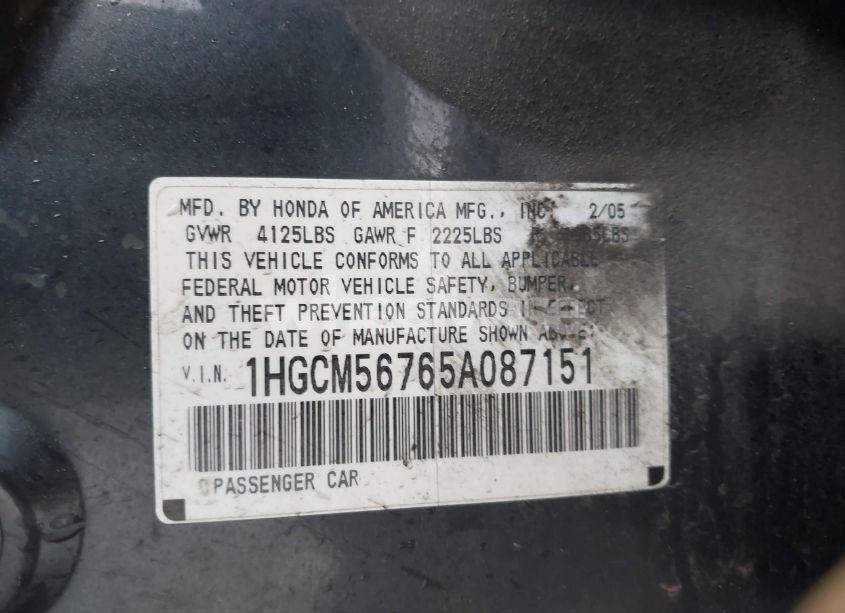 MFD. BY HONDA OF AMERICA MFG., INC. 2/05
GVWR 4125LBS GAWR F 2225LBS
THIS VEHICLE CONFORMS TO ALL APPLICABLE
FEDERAL MOTOR VEHICLE SAFETY, BUMPER,
AND THEFT PREVENTION STANDARDS IN EFFECT
ON THE DATE OF MANUFACTURE SHOWN ABOVE.
V.I.N. 1HGCM56765A087151
PASSENGER CAR